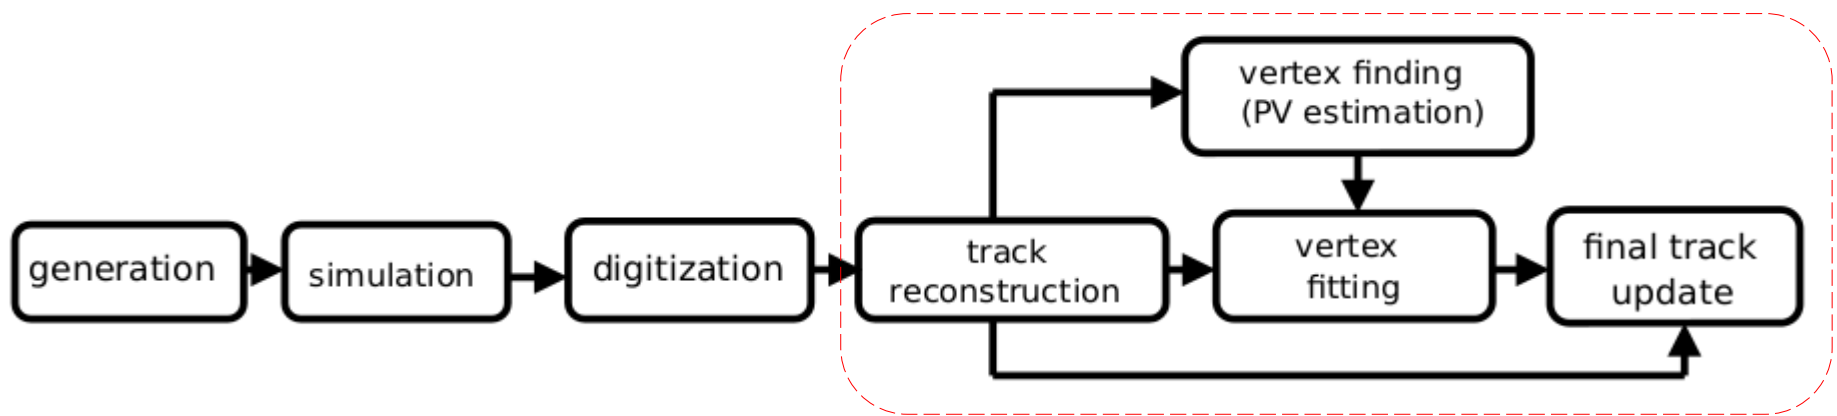 vertex finding
(PV estimation)
generation
simulation
digitization
track
reconstruction
vertex
fitting
final track
update